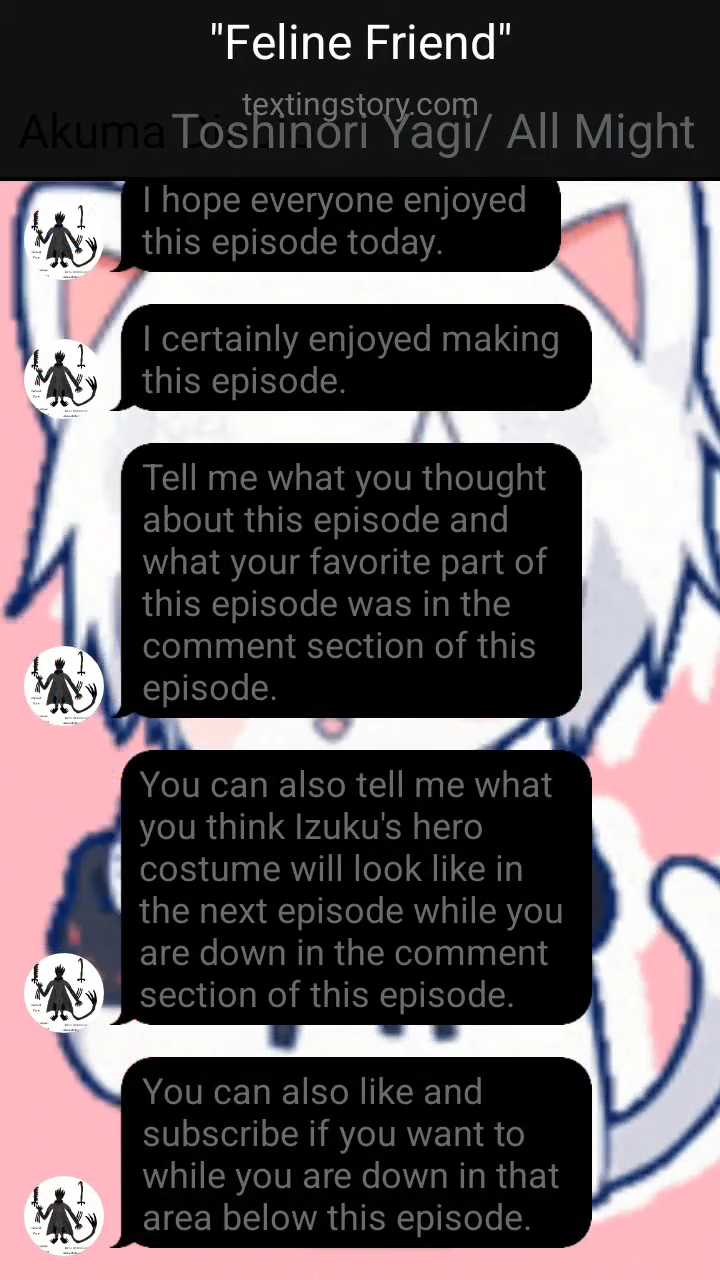 "Feline Friend"
textingstory.com
Akuma
Toshinori Yagi/ All Might
I hope everyone enjoyed
this episode today.
I certainly enjoyed making
this episode.
Tell me what you thought
about this episode and
what your favorite part of
this episode was in the
comment section of this
episode.
You can also tell me what
you think Izuku's hero
costume will look like in
the next episode while you
are down in the comment
section of this episode.
You can also like and
subscribe if you want to
while you are down in that
area below this episode.